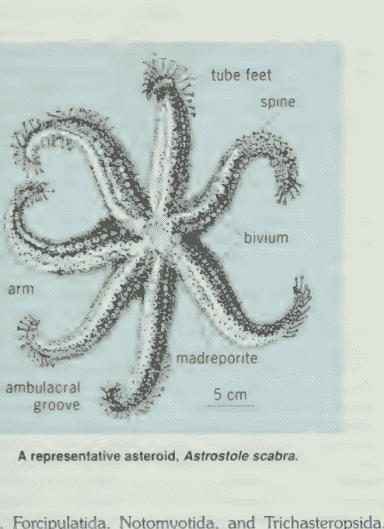 tube feet
spine
bivium
arm
madreporite
ambulacral
groove
5 cm
A representative asteroid, Astrostole scabra.
, Forcipulatida, Notomyotida, and Trichasteropsida.